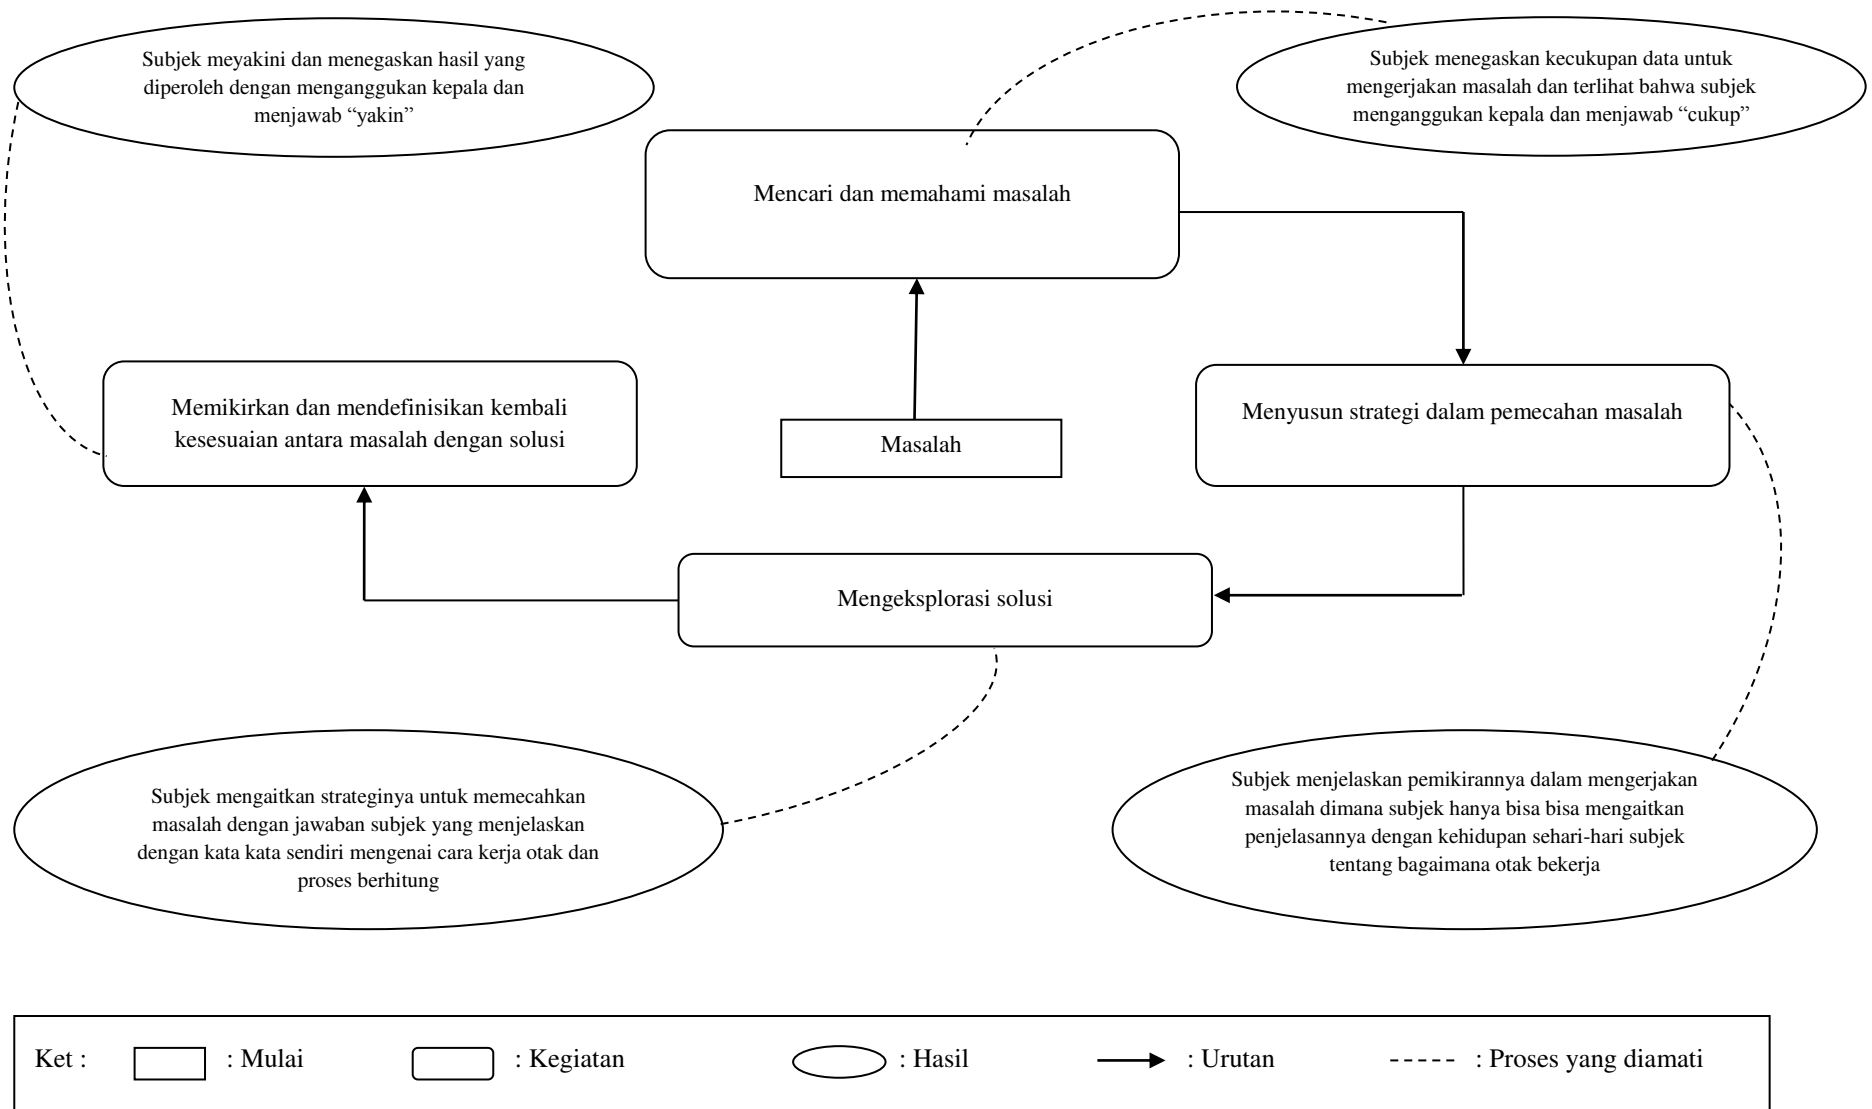 Subjek meyakini dan menegaskan hasil yang
diperoleh dengan menganggukan kepala dan
menjawab “yakin”
Subjek menegaskan kecukupan data untuk
mengerjakan masalah dan terlihat bahwa subjek
menganggukan kepala dan menjawab “cukup”
Mencari dan memahami masalah
Memikirkan dan mendefinisikan kembali
kesesuaian antara masalah dengan solusi
Masalah
Menyusun strategi dalam pemecahan masalah
Mengeksplorasi solusi
Subjek mengaitkan strateginya untuk memecahkan
masalah dengan jawaban subjek yang menjelaskan
dengan kata kata sendiri mengenai cara kerja otak dan
proses berhitung
Subjek menjelaskan pemikirannya dalam mengerjakan
masalah dimana subjek hanya bisa bisa mengaitkan
penjelasannya dengan kehidupan sehari-hari subjek
tentang bagaimana otak bekerja
Ket : : Mulai : Kegiatan : Hasil : Urutan : Proses yang diamati